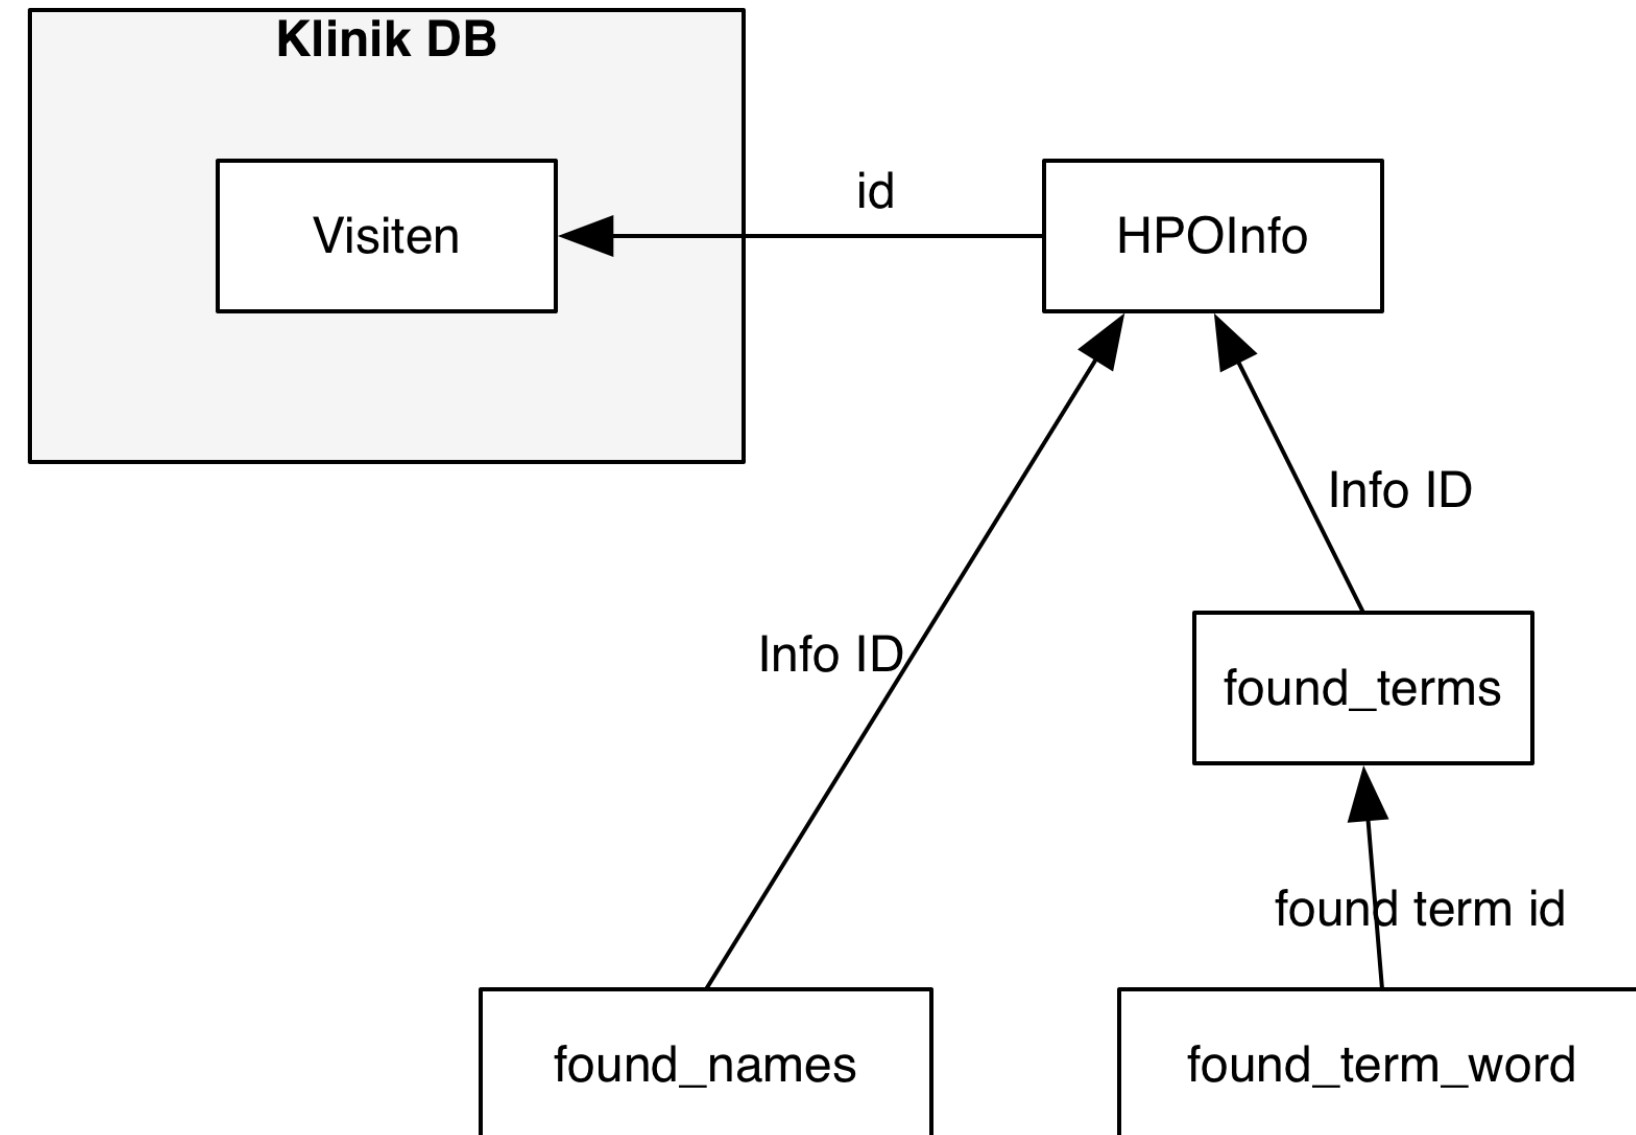 Klinik DB
Visiten
id
HPOInfo
Info ID
Info ID
found_terms
found term id
found_names
found_term_word